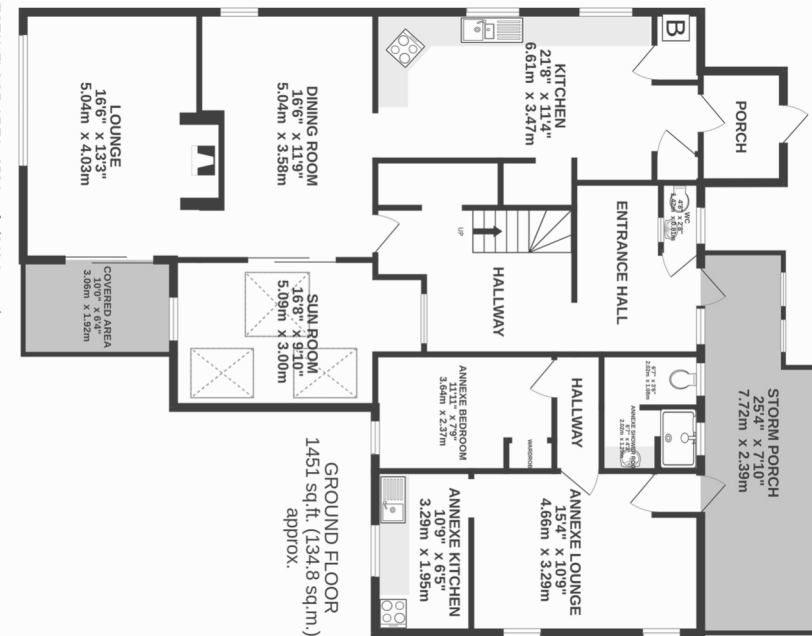 LOUNGE
16'6" x 13'3"
5.04m x 4.03m
DINING ROOM
16'6" x 11'9"
5.04m x 3.58m
KITCHEN
21'8" x 11'4"
6.61m x 3.47m
B
PORCH
WC
4'8" x 2'8"
ENTRANCE HALL
UP
HALLWAY
COVERED AREA
10'0" x 6'4"
3.06m x 1.92m
SUN ROOM
16'8" x 9'10"
5.09m x 3.00m
ANNEXE BEDROOM
11'11" x 7'9"
3.64m x 2.37m
WARDROBE
HALLWAY
ANNEXE SHOWER ROOM
STORM PORCH
25'4" x 7'10"
7.72m x 2.39m
ANNEXE KITCHEN
10'9" x 6'5"
3.29m x 1.95m
ANNEXE LOUNGE
15'4" x 10'9"
4.66m x 3.29m
GROUND FLOOR
1451 sq.ft. (134.8 sq.m.) approx.